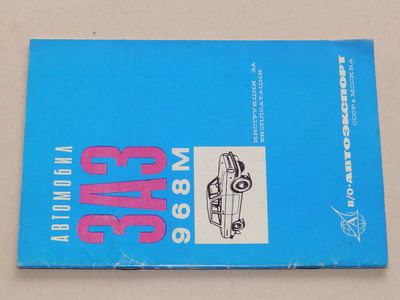 АВТОМОБИЛ
ЗАЗ
968М
ИНСТРУКЦИЯ ЗА
ЕКСПЛОАТАЦИЯ
В/О·АВТОЭКСПОРТ
СССР МОСКВА